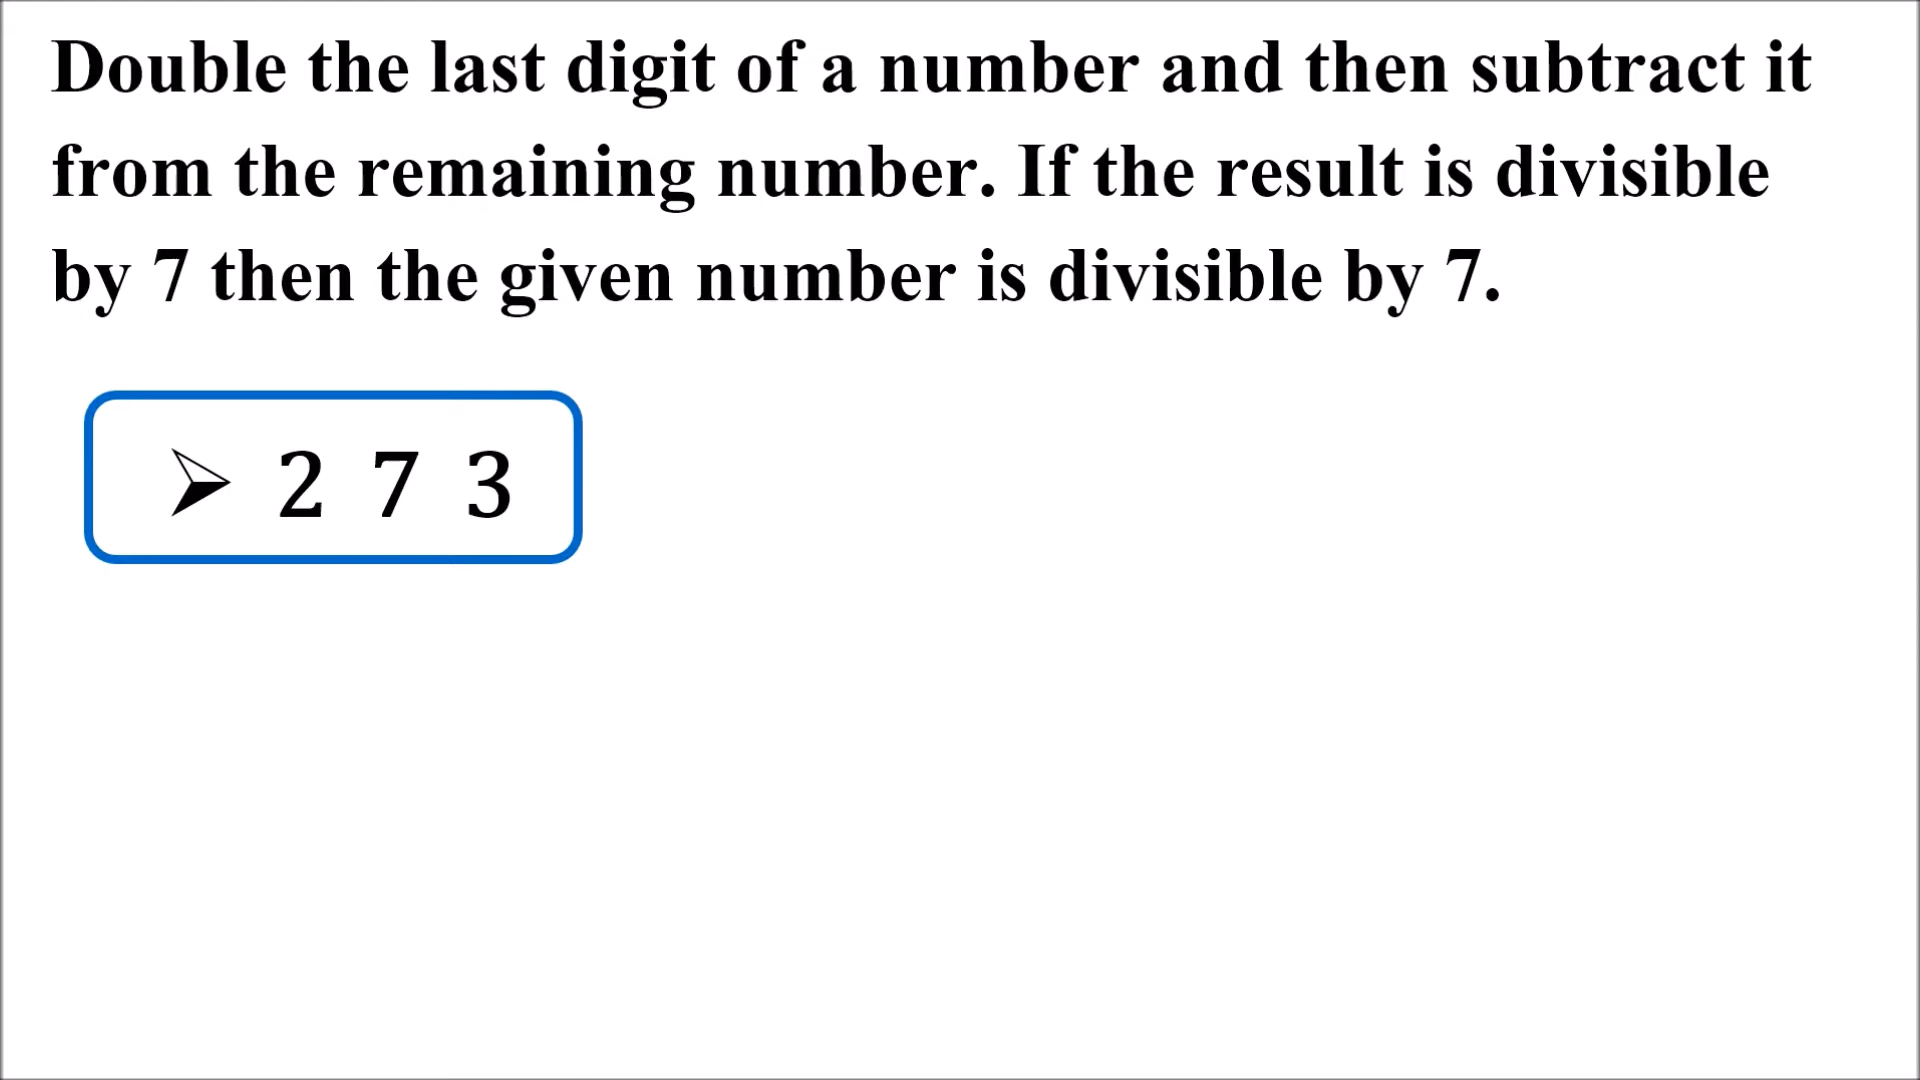 Double the last digit of a number and then subtract it
from the remaining number. If the result is divisible
by 7 then the given number is divisible by 7.
➢ 2 7 3